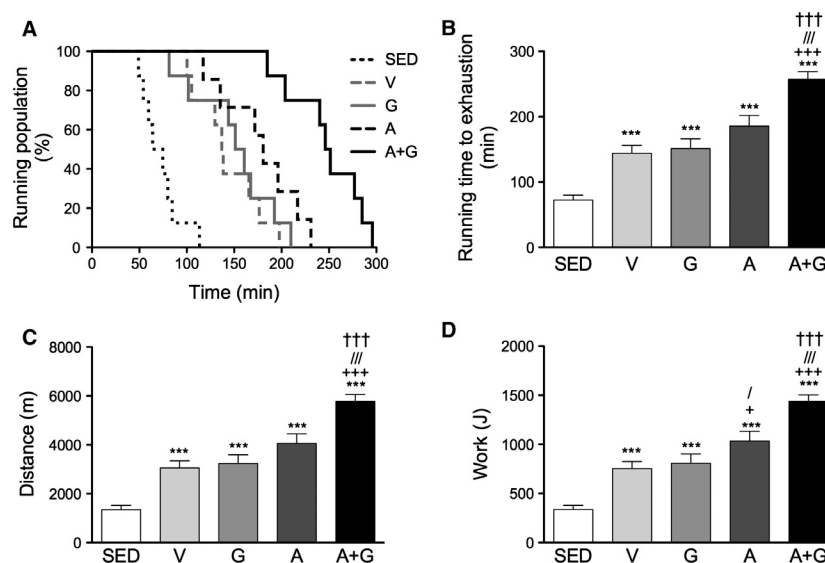 A
Running population
(%)
100
80
60
40
20
0
0 50 100 150 200 250 300
Time (min)
SED
V
G
A
A+G
B
Running time to exhaustion
(min)
300
200
100
0
***
***
***
†††
///
+++
***
SED V G A A+G
C
Distance (m)
8000
6000
4000
2000
0
***
***
***
†††
///
+++
***
SED V G A A+G
D
Work (J)
2000
1500
1000
500
0
***
***
/
+
***
†††
///
+++
***
SED V G A A+G